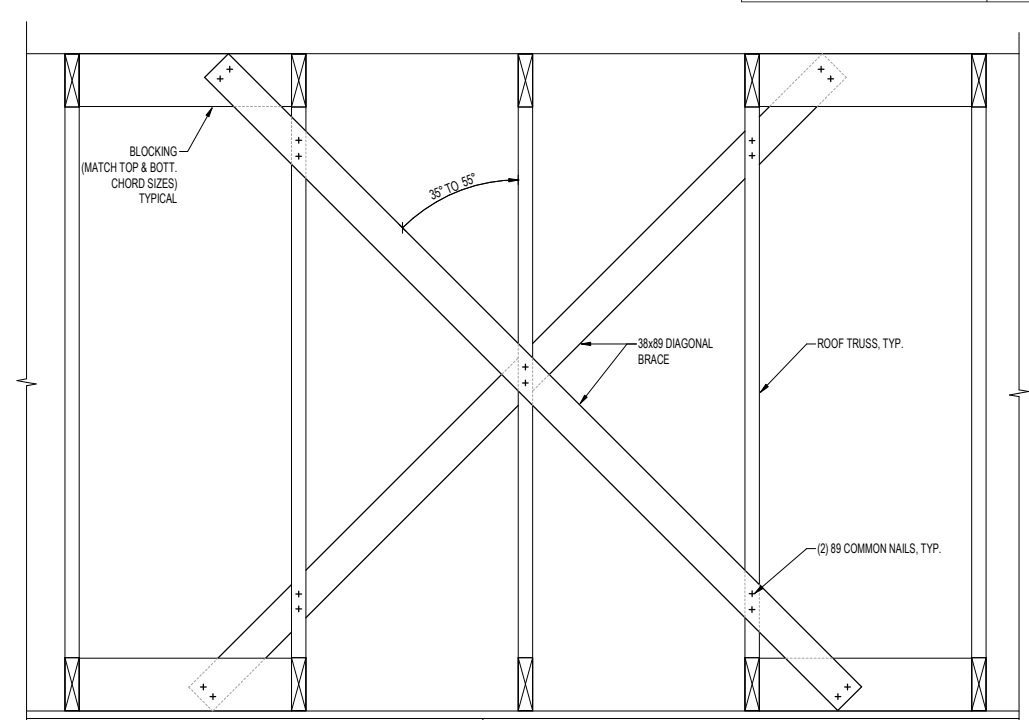 BLOCKING
(MATCH TOP & BOTT.
CHORD SIZES)
TYPICAL
35° TO 55°
38x89 DIAGONAL
BRACE
ROOF TRUSS, TYP.
(2) 89 COMMON NAILS, TYP.